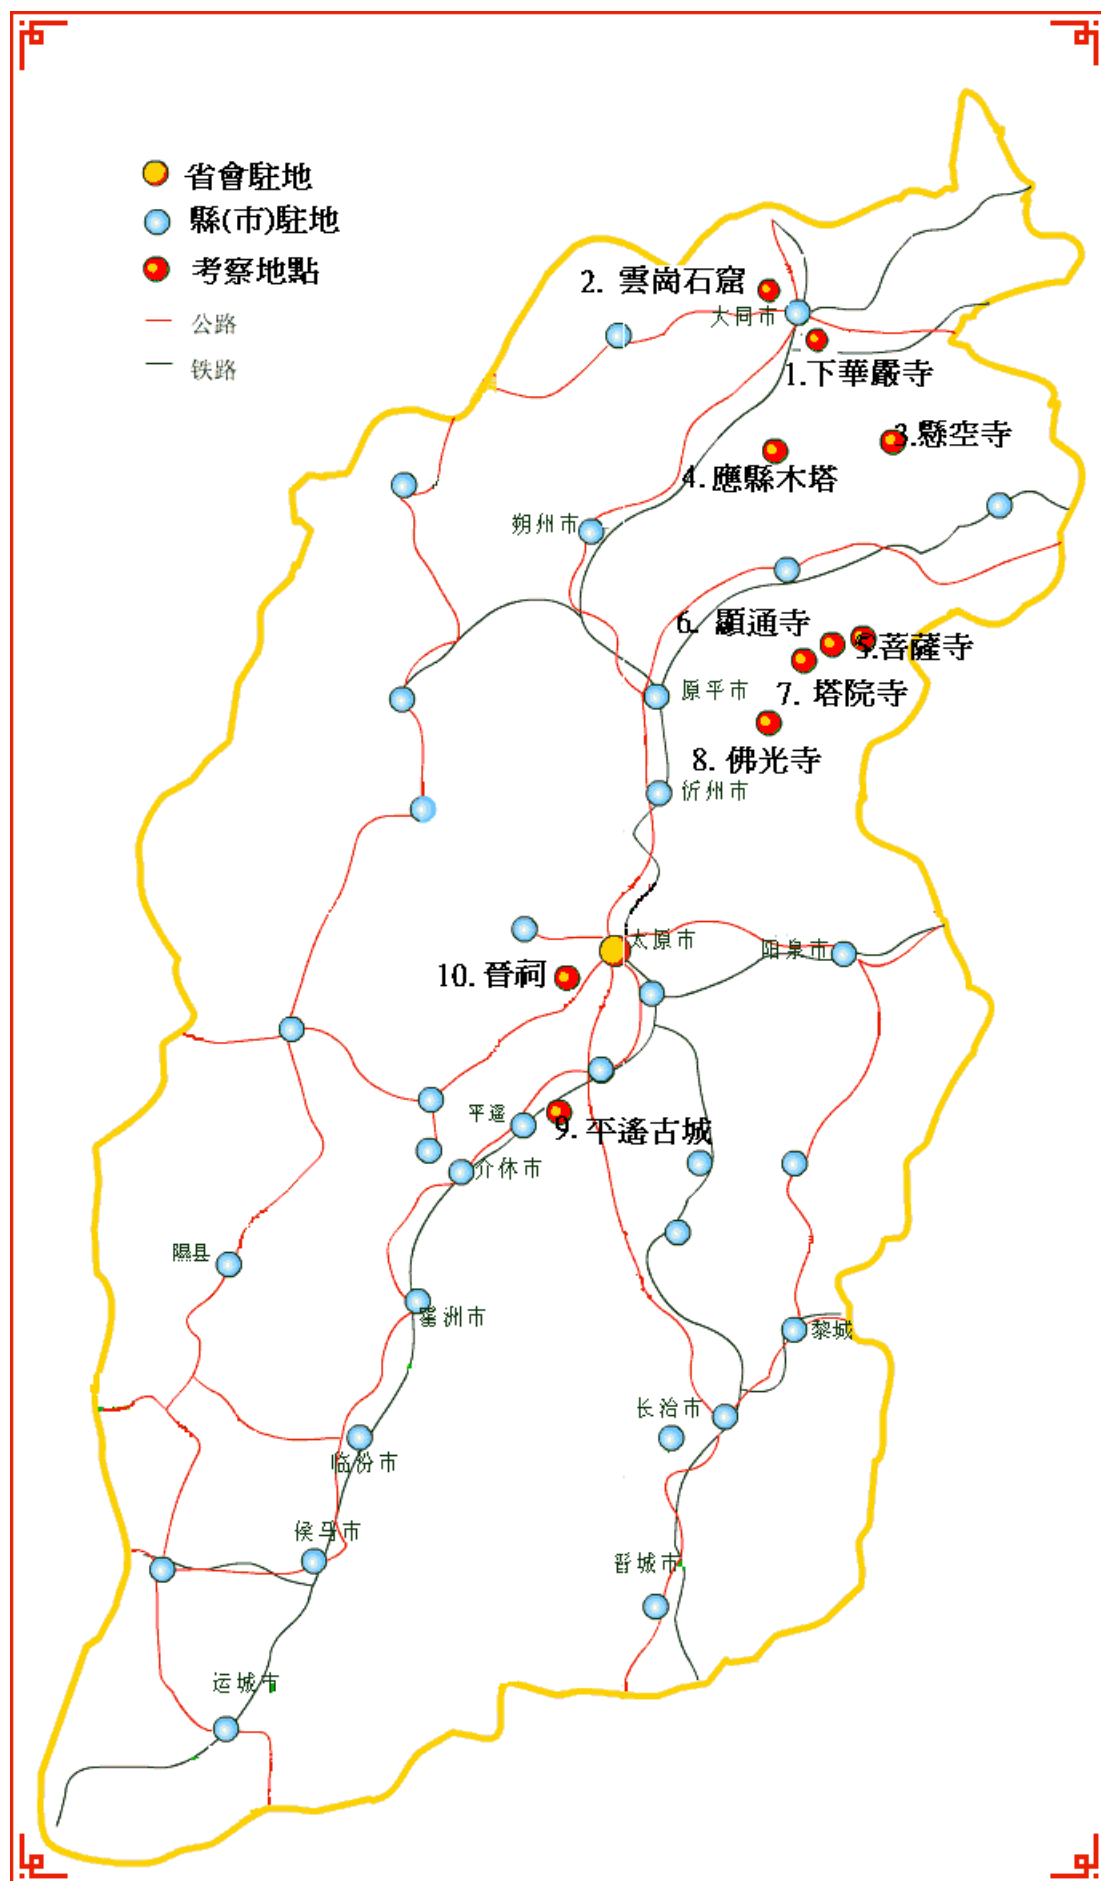 省會駐地
縣(市)駐地
考察地點
公路
铁路
2. 雲崗石窟
大同市
1.下華嚴寺
3.懸空寺
4.應縣木塔
朔州市
6. 顯通寺
5.菩薩寺
原平市
7. 塔院寺
8. 佛光寺
忻州市
太原市
阳泉市
10. 晉祠
平遥
9. 平遙古城
介休市
隰县
霍洲市
黎城
长治市
临汾市
侯马市
晋城市
运城市